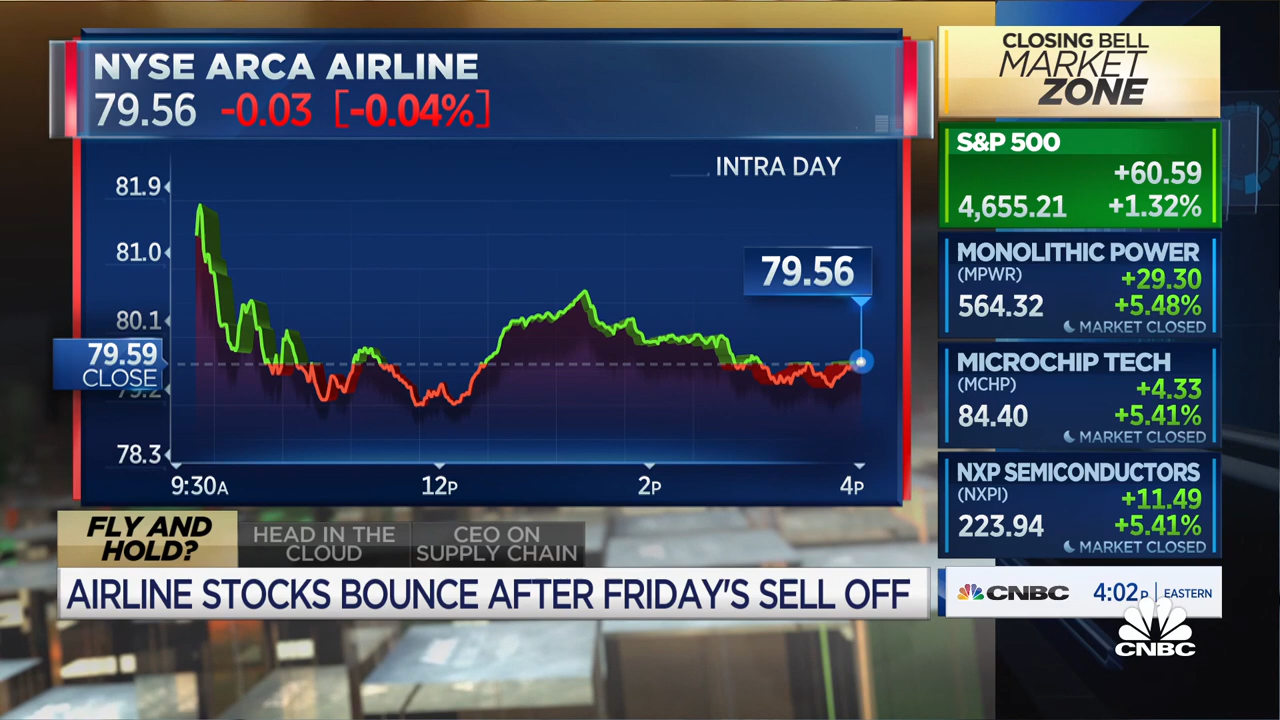 NYSE ARCA AIRLINE
79.56 -0.03 [-0.04%]
INTRA DAY
81.9
81.0
80.1
79.59
CLOSE
79.2
78.3
79.56
9:30A
12P
2P
4P
FLY AND
HOLD?
HEAD IN THE
CLOUD
CEO ON
SUPPLY CHAIN
AIRLINE STOCKS BOUNCE AFTER FRIDAY'S SELL OFF
CLOSING BELL
MARKET
ZONE
S&P 500
+60.59
4,655.21 +1.32%
MONOLITHIC POWER
(MPWR) +29.30
564.32 +5.48%
MARKET CLOSED
MICROCHIP TECH
(MCHP) +4.33
84.40 +5.41%
MARKET CLOSED
NXP SEMICONDUCTORS
(NXPI) +11.49
223.94 +5.41%
MARKET CLOSED
CNBC 4:02P EASTERN
CNBC